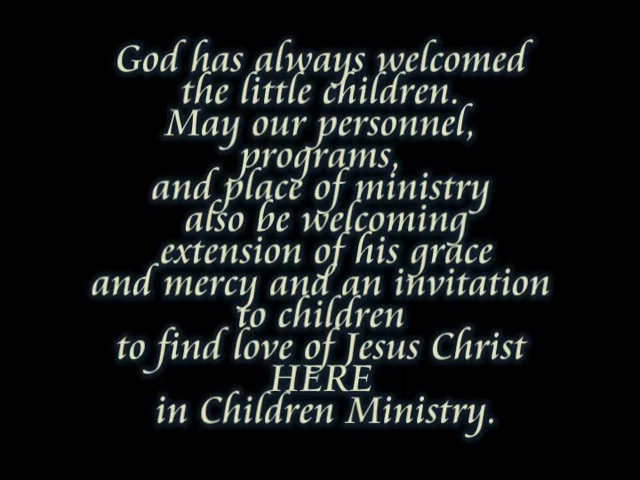 God has always welcomed
the little children.
May our personnel,
programs,
and place of ministry
also be welcoming
extension of his grace
and mercy and an invitation
to children
to find love of Jesus Christ
HERE
in Children Ministry.